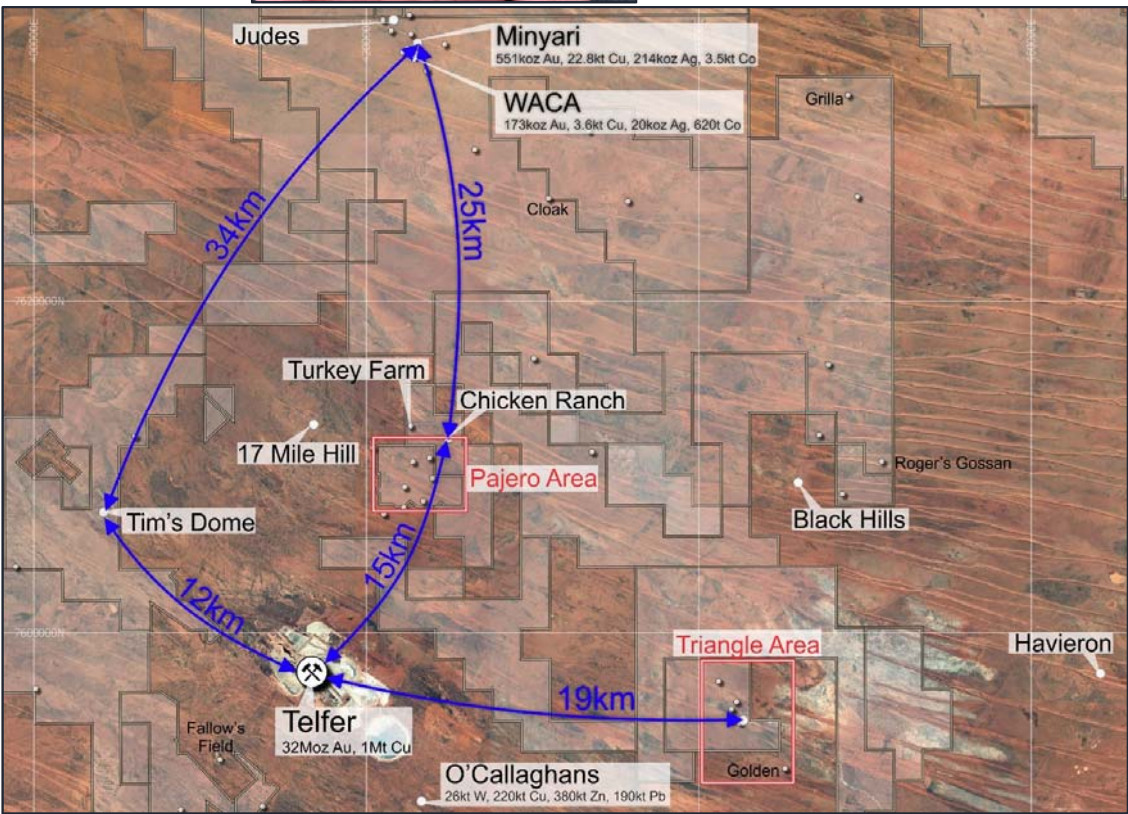 Judes
Minyari
551koz Au, 22.8kt Cu, 214koz Ag, 3.5kt Co
WACA
173koz Au, 3.6kt Cu, 20koz Ag, 620t Co
Grilla
34km
25km
Cloak
7620000N
Turkey Farm
Chicken Ranch
17 Mile Hill
Pajero Area
Roger's Gossan
Tim's Dome
Black Hills
15km
12km
7600000N
Triangle Area
Havieron
19km
Telfer
32Moz Au, 1Mt Cu
Fallow's
Field
Golden
O'Callaghans
26kt W, 220kt Cu, 380kt Zn, 190kt Pb